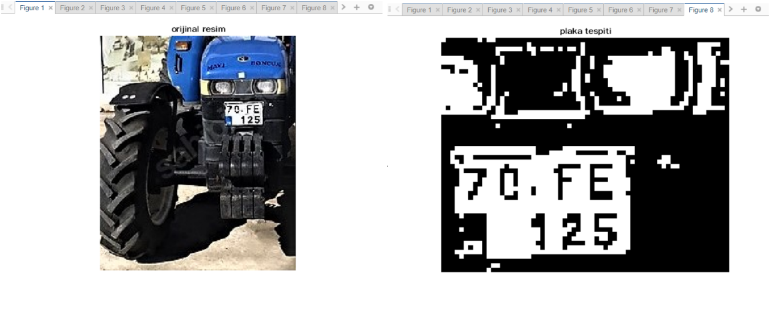 Figure 1 × Figure 2 × Figure 3 × Figure 4 × Figure 5 × Figure 6 × Figure 7 × Figure 8 ×
orijinal resim
MAVİ BONCUK
70.FE
125
Figure 1 × Figure 2 × Figure 3 × Figure 4 × Figure 5 × Figure 6 × Figure 7 × Figure 8 ×
plaka tespiti
70.FE
125